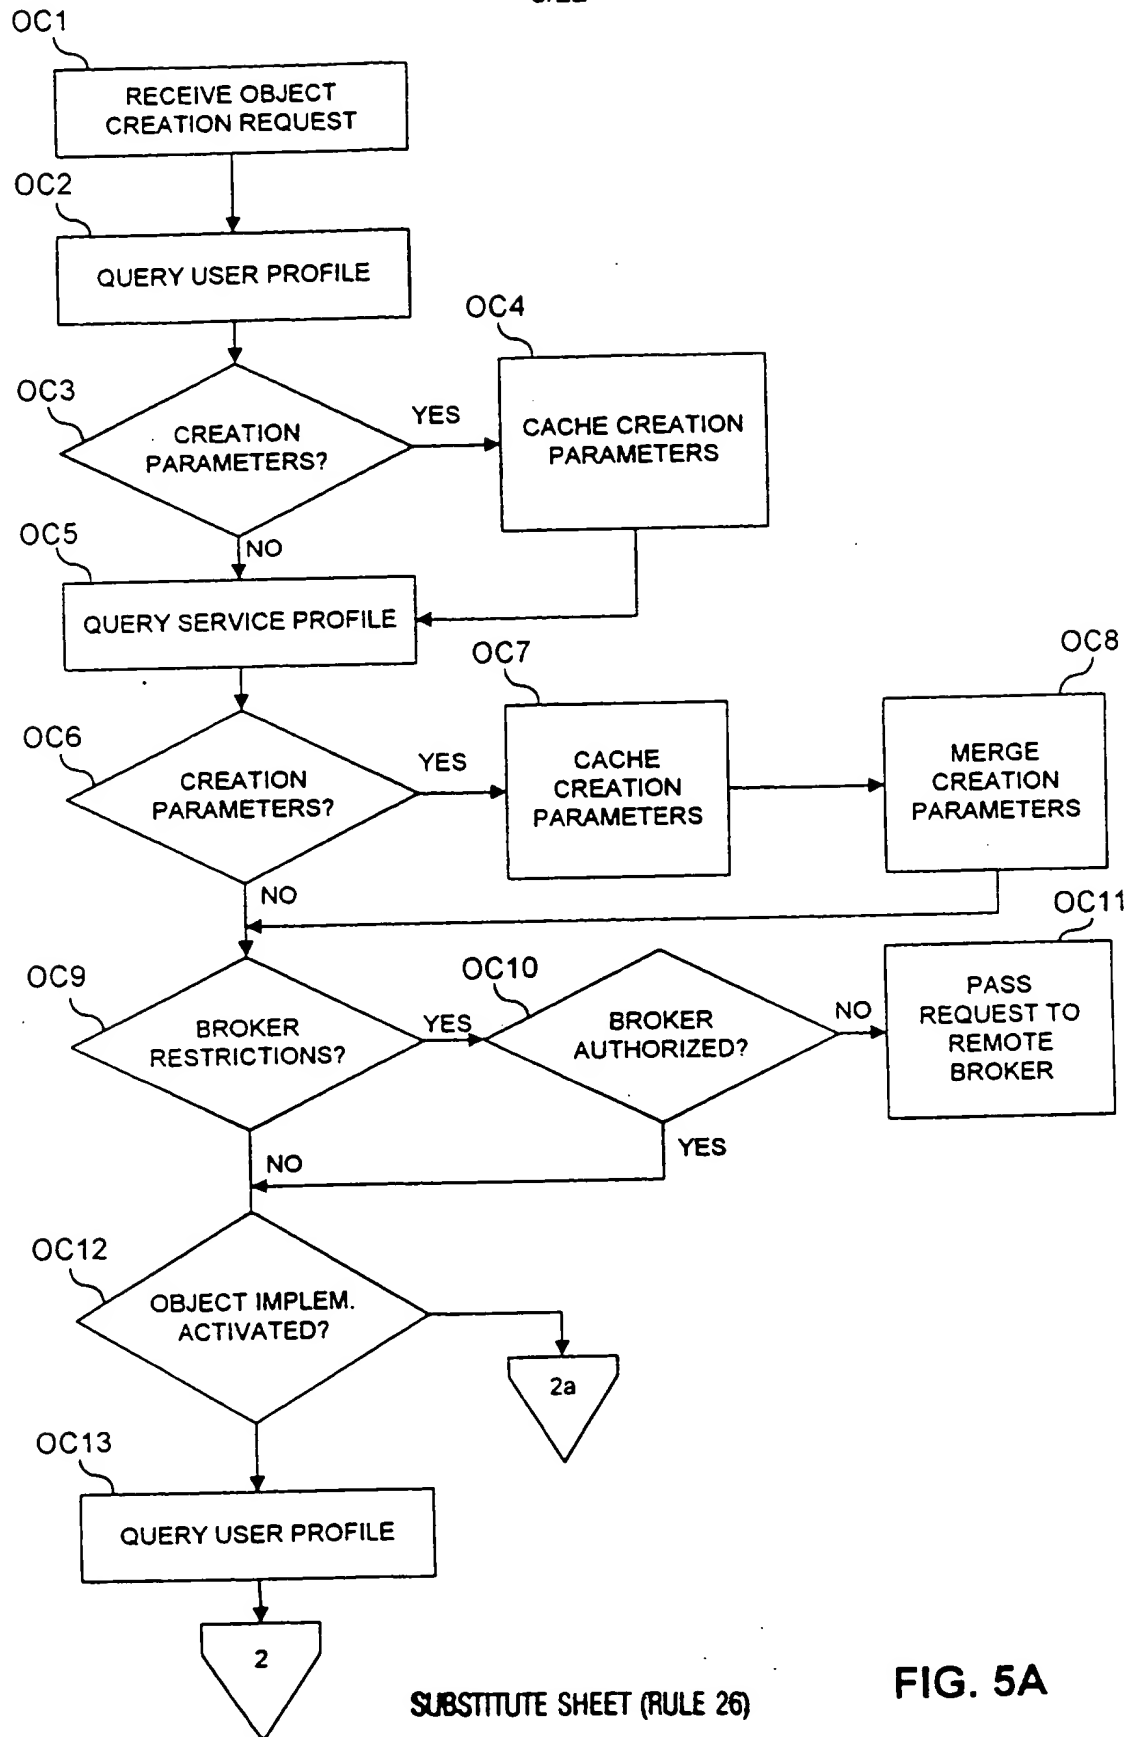 OC1
RECEIVE OBJECT
CREATION REQUEST
OC2
QUERY USER PROFILE
OC4
OC3
CREATION
PARAMETERS?
YES
CACHE CREATION
PARAMETERS
OC5
NO
QUERY SERVICE PROFILE
OC7
OC8
OC6
CREATION
PARAMETERS?
YES
CACHE
CREATION
PARAMETERS
MERGE
CREATION
PARAMETERS
NO
OC11
OC9
BROKER
RESTRICTIONS?
YES
OC10
BROKER
AUTHORIZED?
NO
PASS
REQUEST TO
REMOTE
BROKER
NO
YES
OC12
OBJECT IMPLEM.
ACTIVATED?
2a
OC13
QUERY USER PROFILE
2
SUBSTITUTE SHEET (RULE 26)
FIG. 5A